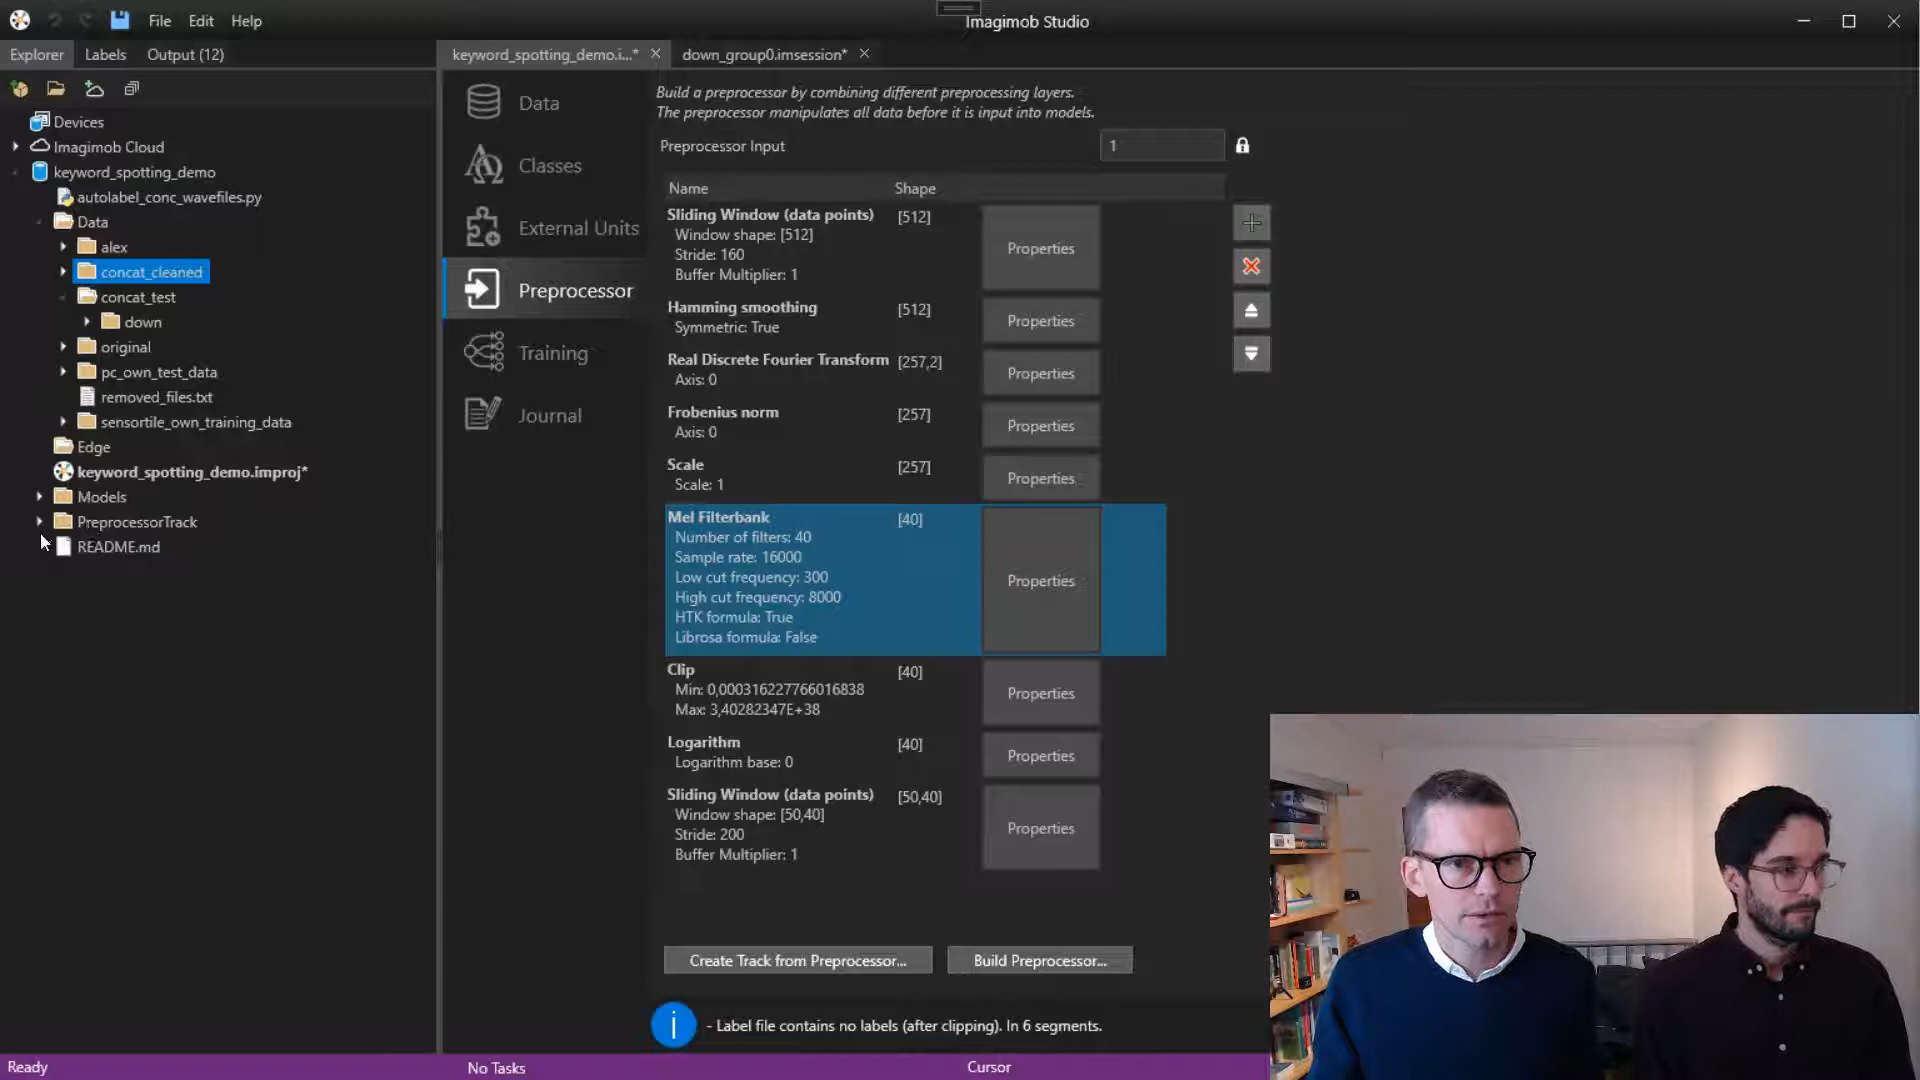 File Edit Help
Imagimob Studio
Explorer Labels Output (12)
keyword_spotting_demo.i...* down_group0.imsession*
Devices
Imagimob Cloud
keyword_spotting_demo
autolabel_conc_wavefiles.py
Data
alex
concat_cleaned
concat_test
down
original
pc_own_test_data
removed_files.txt
sensortile_own_training_data
Edge
keyword_spotting_demo.improj*
Models
PreprocessorTrack
README.md
Data
Classes
External Units
Preprocessor
Training
Journal
Build a preprocessor by combining different preprocessing layers.
The preprocessor manipulates all data before it is input into models.
Preprocessor Input 1
Name Shape
Sliding Window (data points) [512] Properties
Window shape: [512]
Stride: 160
Buffer Multiplier: 1
Hamming smoothing [512] Properties
Symmetric: True
Real Discrete Fourier Transform [257,2] Properties
Axis: 0
Frobenius norm [257] Properties
Axis: 0
Scale [257] Properties
Scale: 1
Mel Filterbank [40] Properties
Number of filters: 40
Sample rate: 16000
Low cut frequency: 300
High cut frequency: 8000
HTK formula: True
Librosa formula: False
Clip [40] Properties
Min: 0,000316227766016838
Max: 3,40282347E+38
Logarithm [40] Properties
Logarithm base: 0
Sliding Window (data points) [50,40] Properties
Window shape: [50,40]
Stride: 200
Buffer Multiplier: 1
Create Track from Preprocessor... Build Preprocessor...
- Label file contains no labels (after clipping). In 6 segments.
Ready No Tasks Cursor